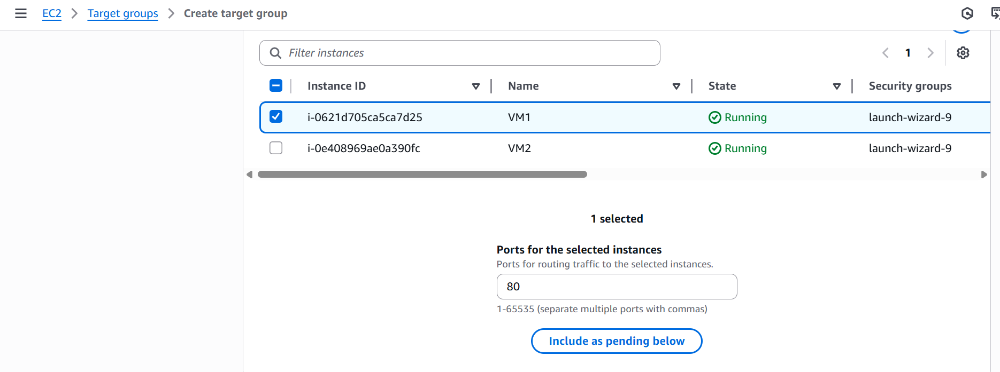 EC2 Target groups Create target group
Filter instances
1
Instance ID Name State Security groups
i-0621d705ca5ca7d25 VM1 Running launch-wizard-9
i-0e408969ae0a390fc VM2 Running launch-wizard-9
1 selected
Ports for the selected instances
Ports for routing traffic to the selected instances.
80
1-65535 (separate multiple ports with commas)
Include as pending below